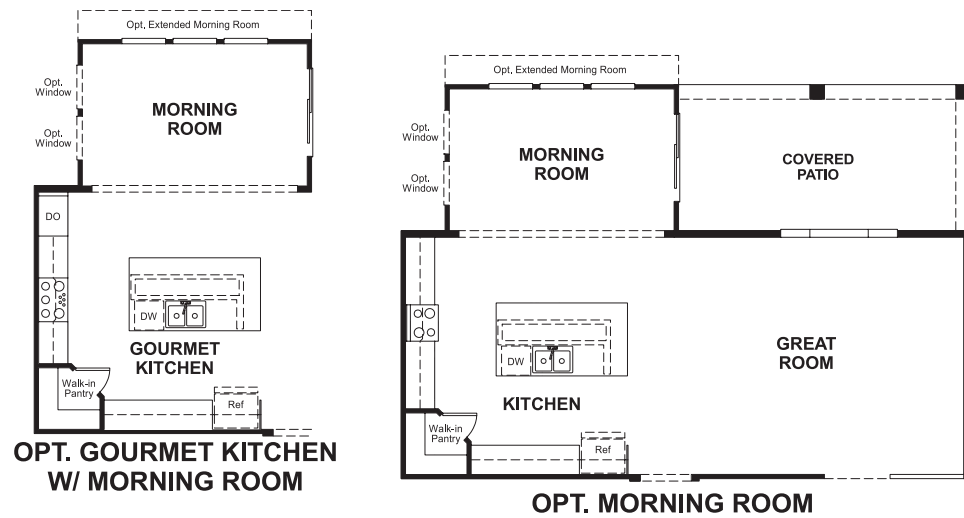 Opt. Extended Morning Room
Opt.
Window
Opt.
Window
MORNING
ROOM
DO
DW
GOURMET
KITCHEN
Walk-in
Pantry
Ref
OPT. GOURMET KITCHEN
W/ MORNING ROOM
Opt. Extended Morning Room
Opt.
Window
Opt.
Window
MORNING
ROOM
COVERED
PATIO
DW
KITCHEN
GREAT
ROOM
Walk-in
Pantry
Ref
OPT. MORNING ROOM